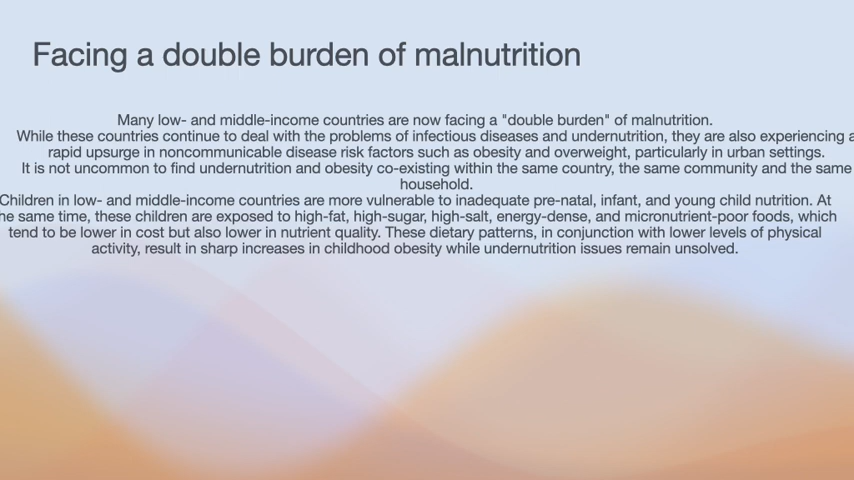 Facing a double burden of malnutrition
Many low- and middle-income countries are now facing a "double burden" of malnutrition.
While these countries continue to deal with the problems of infectious diseases and undernutrition, they are also experiencing a
rapid upsurge in noncommunicable disease risk factors such as obesity and overweight, particularly in urban settings.
It is not uncommon to find undernutrition and obesity co-existing within the same country, the same community and the same
household.
Children in low- and middle-income countries are more vulnerable to inadequate pre-natal, infant, and young child nutrition. At
he same time, these children are exposed to high-fat, high-sugar, high-salt, energy-dense, and micronutrient-poor foods, which
tend to be lower in cost but also lower in nutrient quality. These dietary patterns, in conjunction with lower levels of physical
activity, result in sharp increases in childhood obesity while undernutrition issues remain unsolved.